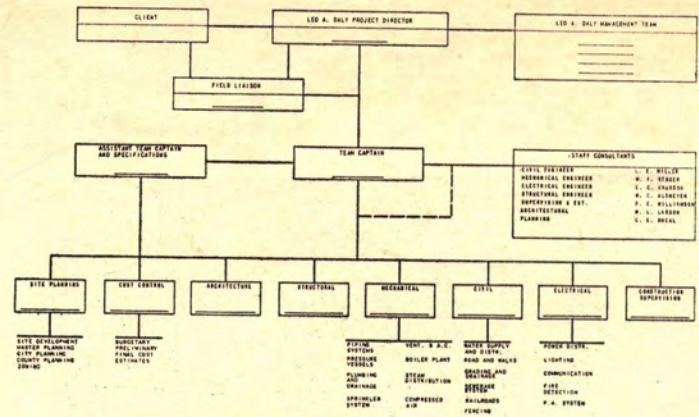 CLIENT
LEO A. DALY PROJECT DIRECTOR
LEO A. DALY MANAGEMENT TEAM
FIELD LIAISON
ASSISTANT TEAM CAPTAIN
AND SPECIFICATIONS
TEAM CAPTAIN
STAFF CONSULTANTS
CIVIL ENGINEER
MECHANICAL ENGINEER
ELECTRICAL ENGINEER
STRUCTURAL ENGINEER
SUPERVISION & EST.
ARCHITECTURAL
PLANNING
SITE PLANNING
COST CONTROL
ARCHITECTURE
STRUCTURAL
MECHANICAL
CIVIL
ELECTRICAL
CONSTRUCTION
SUPERVISION
SITE DEVELOPMENT
MASTER PLANNING
CITY PLANNING
COUNTY PLANNING
ZONING
BUDGETARY
PRELIMINARY
FINAL COST
ESTIMATES
PIPING
SYSTEMS
PRESSURE
VESSELS
PLUMBING
AND
DRAINAGE
SPRINKLER
SYSTEM
VENT. & A.C.
BOILER PLANT
STEAM
DISTRIBUTION
COMPRESSED
AIR
WATER SUPPLY
AND DISTR.
ROAD AND WALKS
GRADING AND
DRAINAGE
SEWERAGE
SYSTEM
RAILROADS
FENCING
POWER DISTR.
LIGHTING
COMMUNICATION
FIRE
DETECTION
P.A. SYSTEM